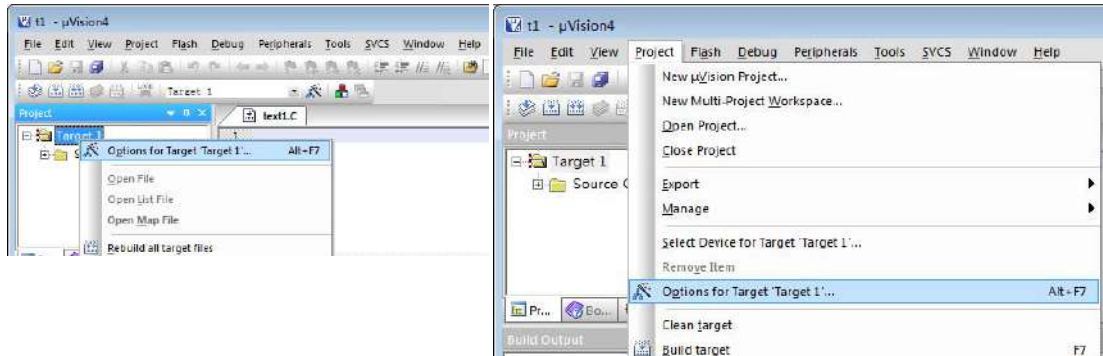 t1 - µVision4
File Edit View Project Flash Debug Peripherals Tools SVCS Window Help
Target 1
Project
text1.C
1
Target 1
Options for Target 'Target 1'... Alt+F7
Open File
Open List File
Open Map File
Rebuild all target files
t1 - µVision4
File Edit View Project Flash Debug Peripherals Tools SVCS Window Help
New µVision Project...
New Multi-Project Workspace...
Project
Open Project...
Target 1
Close Project
Source
Export
Manage
Select Device for Target 'Target 1'...
Remove Item
Options for Target 'Target 1'... Alt+F7
Pr... Bo...
Clean target
Build Output
Build target F7